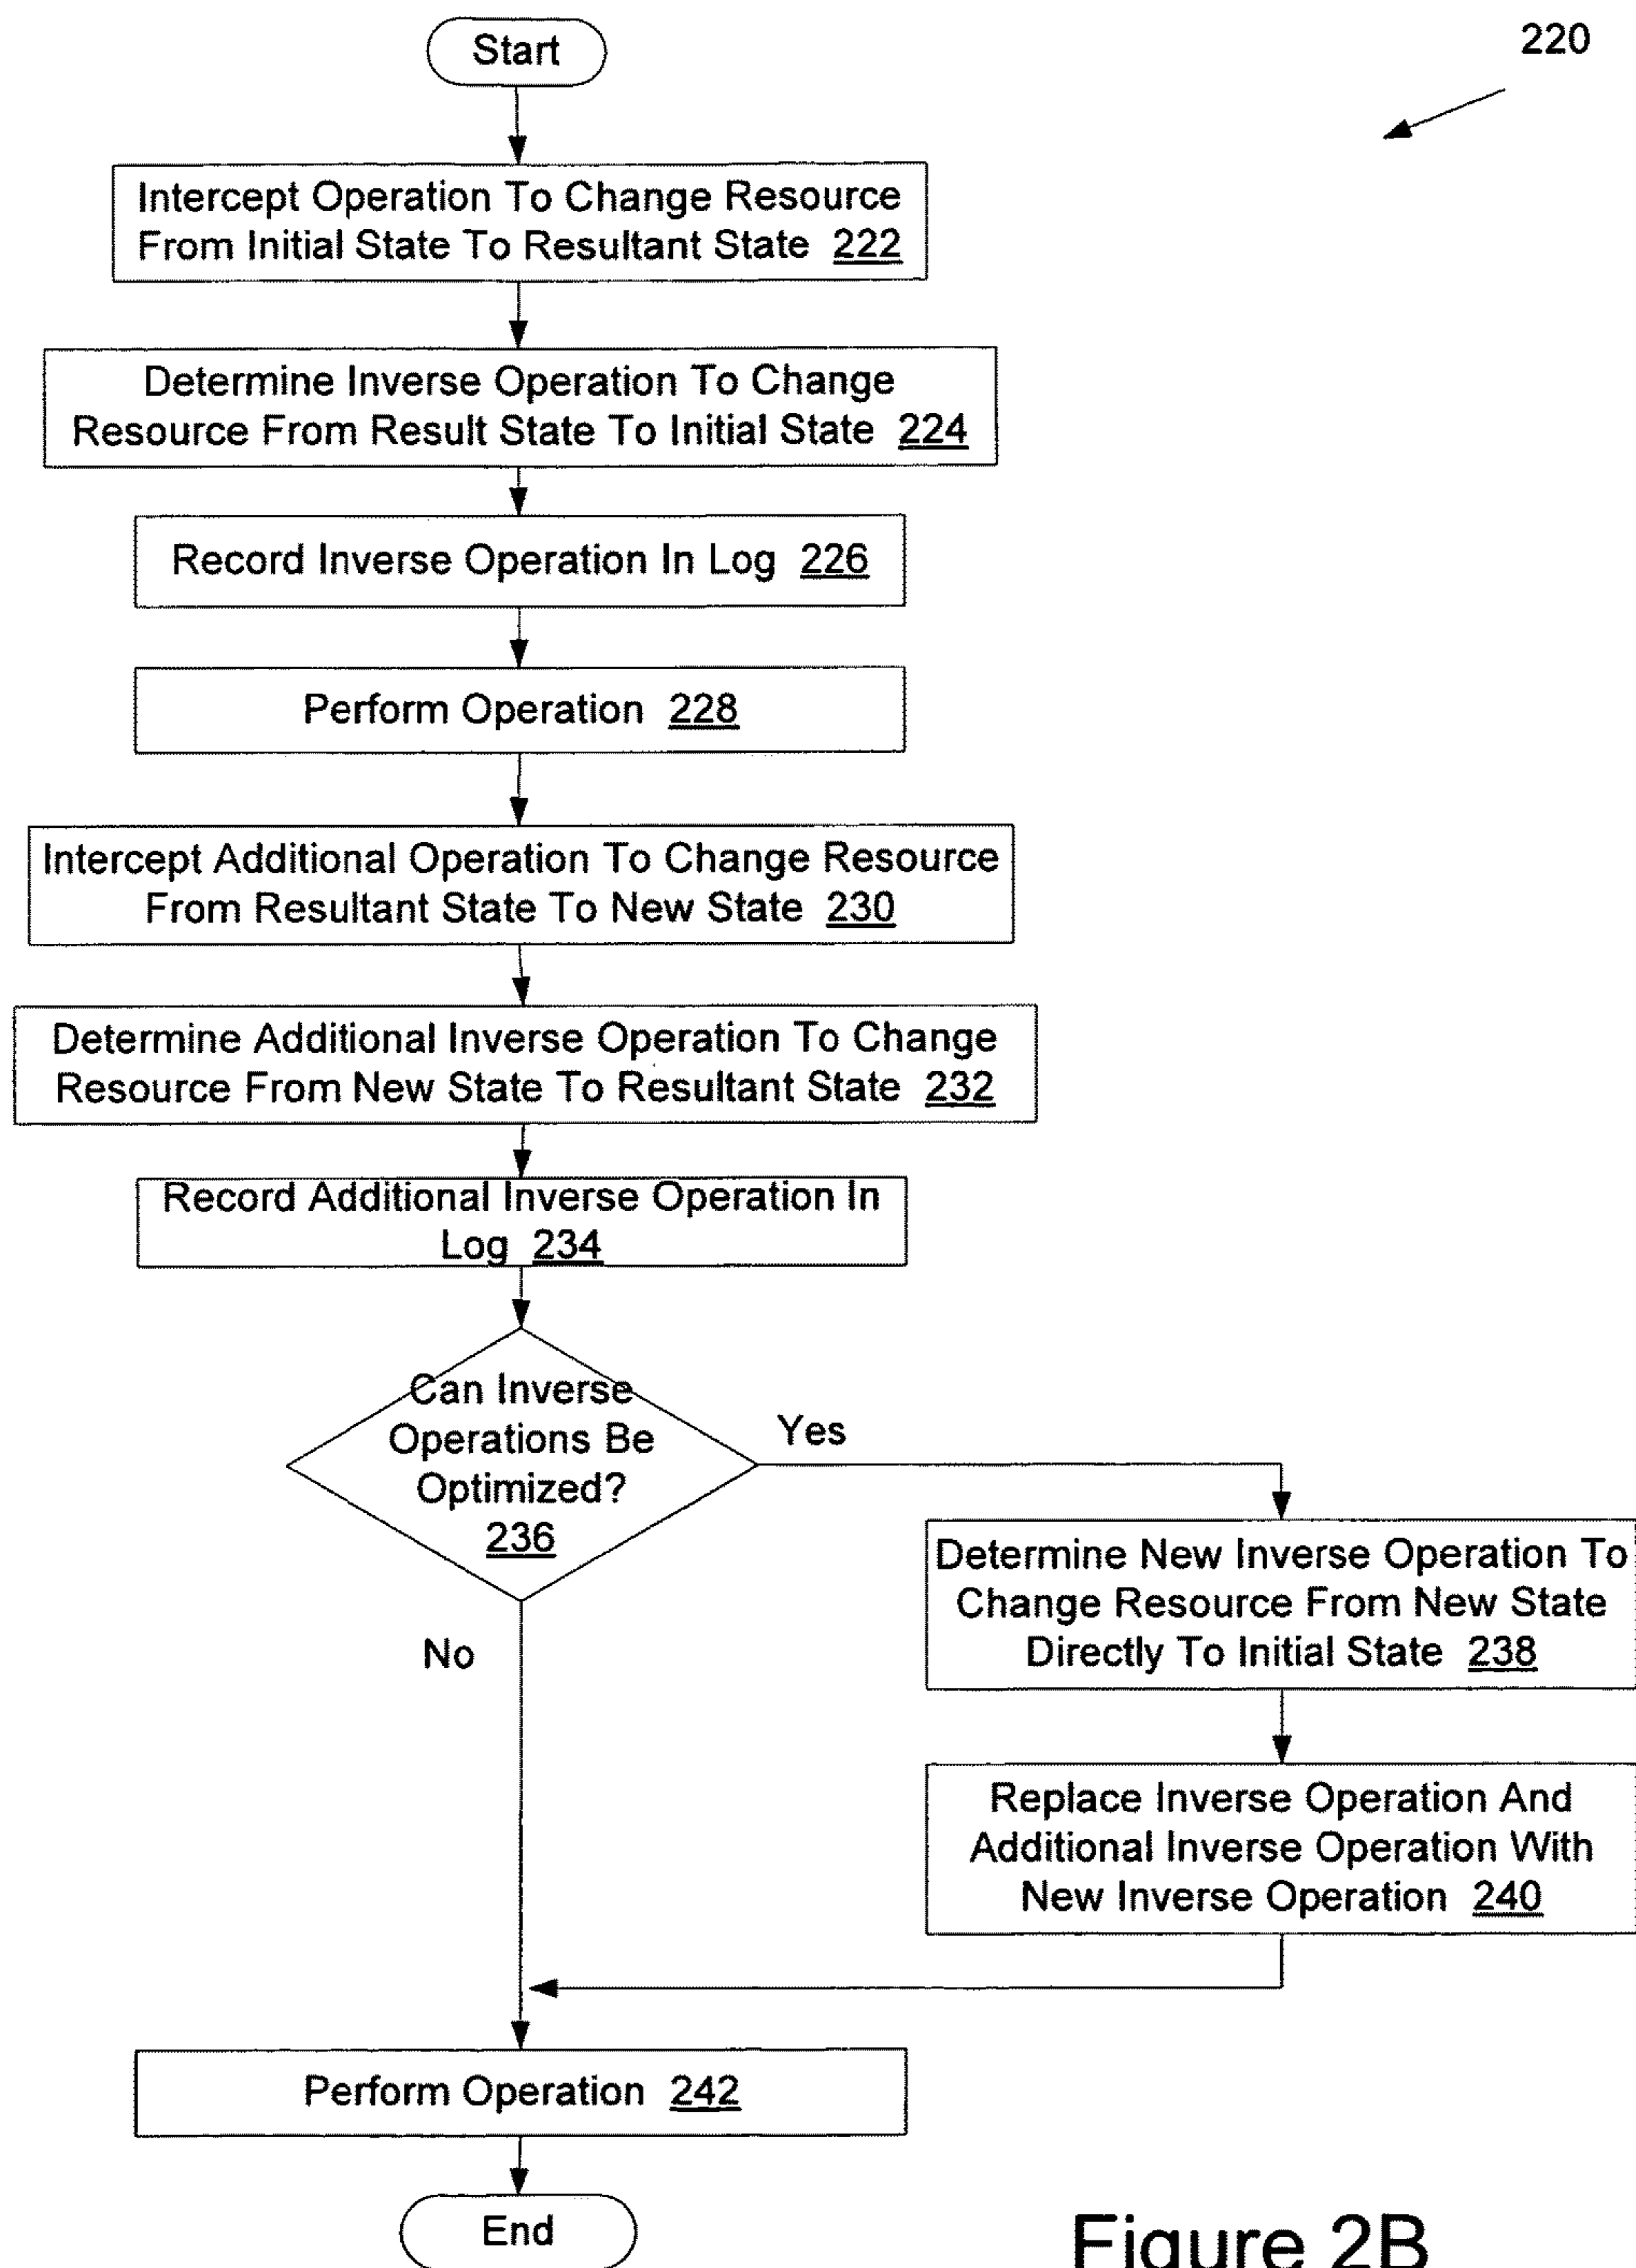 Start
220
Intercept Operation To Change Resource
From Initial State To Resultant State 222
Determine Inverse Operation To Change
Resource From Result State To Initial State 224
Record Inverse Operation In Log 226
Perform Operation 228
Intercept Additional Operation To Change Resource
From Resultant State To New State 230
Determine Additional Inverse Operation To Change
Resource From New State To Resultant State 232
Record Additional Inverse Operation In
Log 234
Can Inverse
Operations Be
Optimized?
236
Yes
No
Determine New Inverse Operation To
Change Resource From New State
Directly To Initial State 238
Replace Inverse Operation And
Additional Inverse Operation With
New Inverse Operation 240
Perform Operation 242
End
Figure 2B